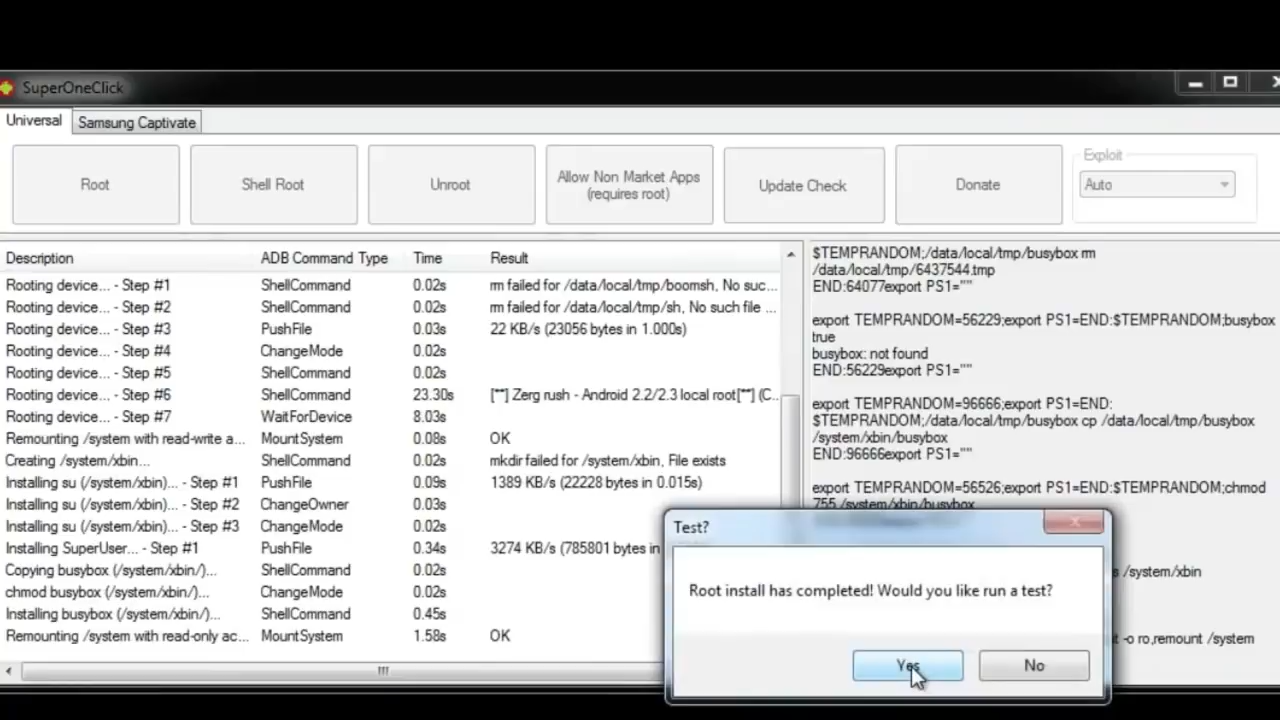 SuperOneClick
Universal
Samsung Captivate
Root
Shell Root
Unroot
Allow Non Market Apps
(requires root)
Update Check
Donate
Exploit
Auto
Description ADB Command Type Time Result
Rooting device... - Step #1 ShellCommand 0.02s rm failed for /data/local/tmp/boomsh, No suc...
Rooting device... - Step #2 ShellCommand 0.02s rm failed for /data/local/tmp/sh, No such file ...
Rooting device... - Step #3 PushFile 0.03s 22 KB/s (23056 bytes in 1.000s)
Rooting device... - Step #4 ChangeMode 0.02s
Rooting device... - Step #5 ShellCommand 0.02s
Rooting device... - Step #6 ShellCommand 23.30s [**] Zerg rush - Android 2.2/2.3 local root[**] (C...
Rooting device... - Step #7 WaitForDevice 8.03s
Remounting /system with read-write a... MountSystem 0.08s OK
Creating /system/xbin... ShellCommand 0.02s mkdir failed for /system/xbin, File exists
Installing su (/system/xbin)... - Step #1 PushFile 0.09s 1389 KB/s (22228 bytes in 0.015s)
Installing su (/system/xbin)... - Step #2 ChangeOwner 0.03s
Installing su (/system/xbin)... - Step #3 ChangeMode 0.02s
Installing SuperUser... - Step #1 PushFile 0.34s 3274 KB/s (785801 bytes in
Copying busybox (/system/xbin/)... ShellCommand 0.02s
chmod busybox (/system/xbin/)... ChangeMode 0.02s
Installing busybox (/system/xbin/)... ShellCommand 0.45s
Remounting /system with read-only ac... MountSystem 1.58s OK
$TEMPRANDOM;/data/local/tmp/busybox rm
/data/local/tmp/6437544.tmp
END:64077export PS1=""
export TEMPRANDOM=56229;export PS1=END:$TEMPRANDOM;busybox
true
busybox: not found
END:56229export PS1=""
export TEMPRANDOM=96666;export PS1=END:
$TEMPRANDOM;/data/local/tmp/busybox cp /data/local/tmp/busybox
/system/xbin/busybox
END:96666export PS1=""
export TEMPRANDOM=56526;export PS1=END:$TEMPRANDOM;chmod
755 /system/xbin/busybox
/system/xbin
-o ro,remount /system
Test?
Root install has completed! Would you like run a test?
Yes
No